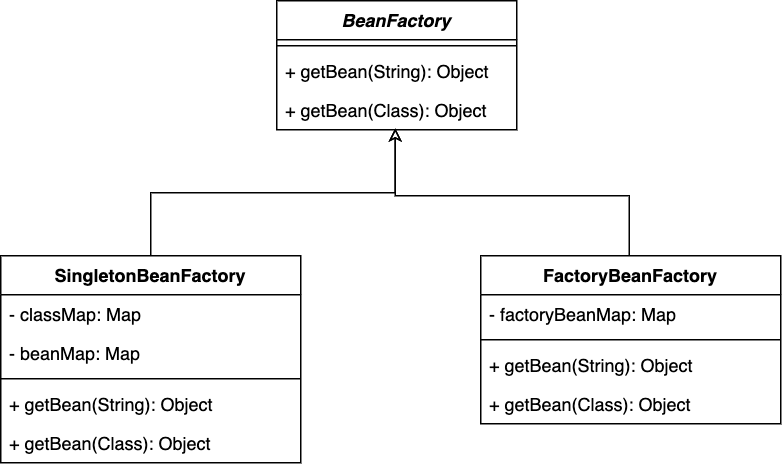 BeanFactory
+ getBean(String): Object
+ getBean(Class): Object
SingletonBeanFactory
- classMap: Map
- beanMap: Map
+ getBean(String): Object
+ getBean(Class): Object
FactoryBeanFactory
- factoryBeanMap: Map
+ getBean(String): Object
+ getBean(Class): Object